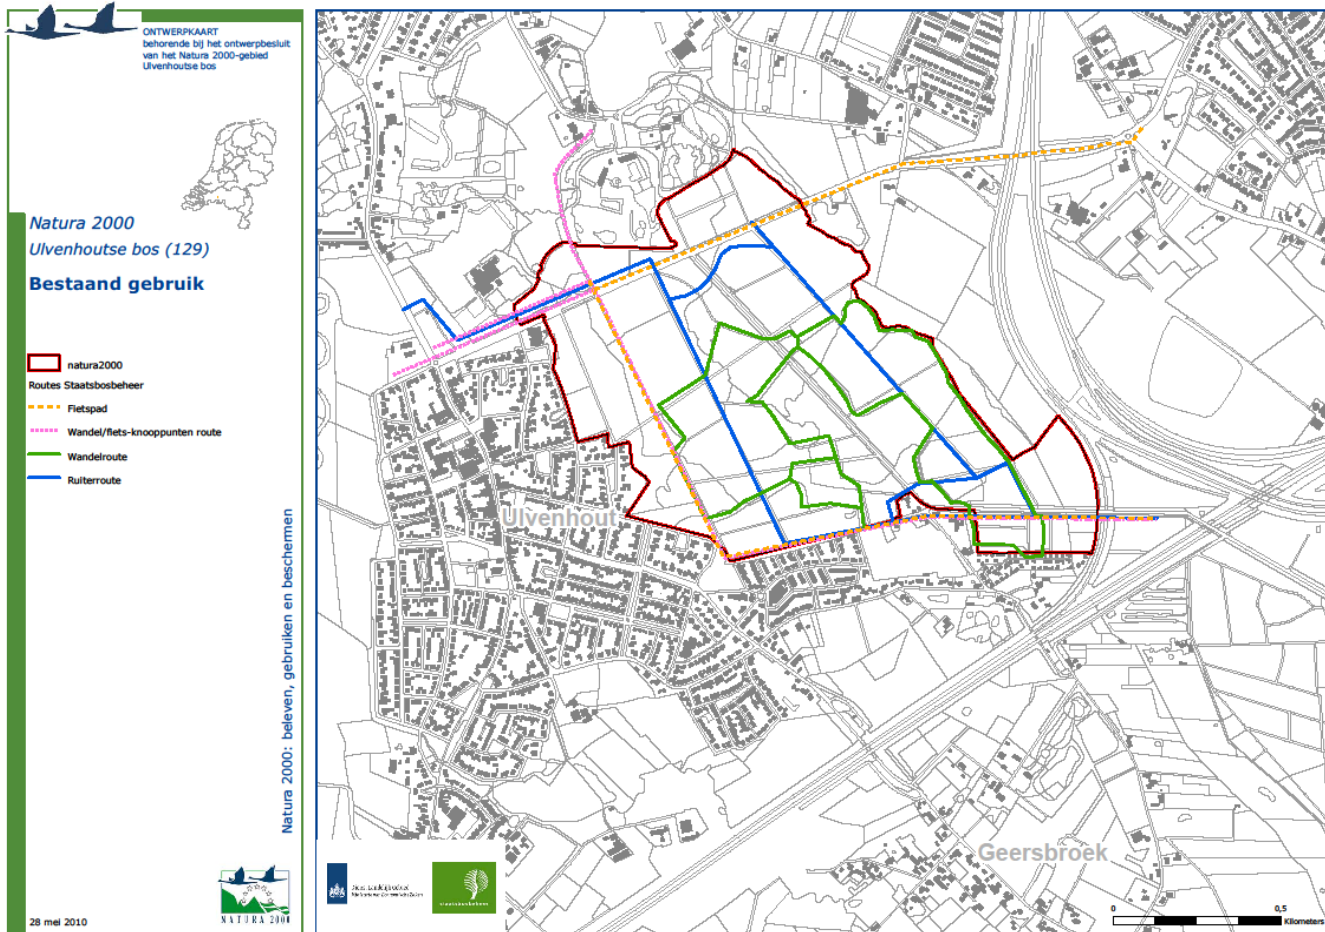 ONTWERPKAART
behorende bij het ontwerpbesluit
van het Natura 2000-gebied
Ulvenhoutse bos
Natura 2000
Ulvenhoutse bos (129)
Bestaand gebruik
natura2000
Routes Staatsbosbeheer
Fietspad
Wandel/fiets-knooppunten route
Wandelroute
Ruiterroute
Natura 2000: beleven, gebruiken en beschermen
28 mei 2010
NATURA 2000
Ulvenhout
Geersbroek
staatsbosbeheer
0
0,5
Kilometers